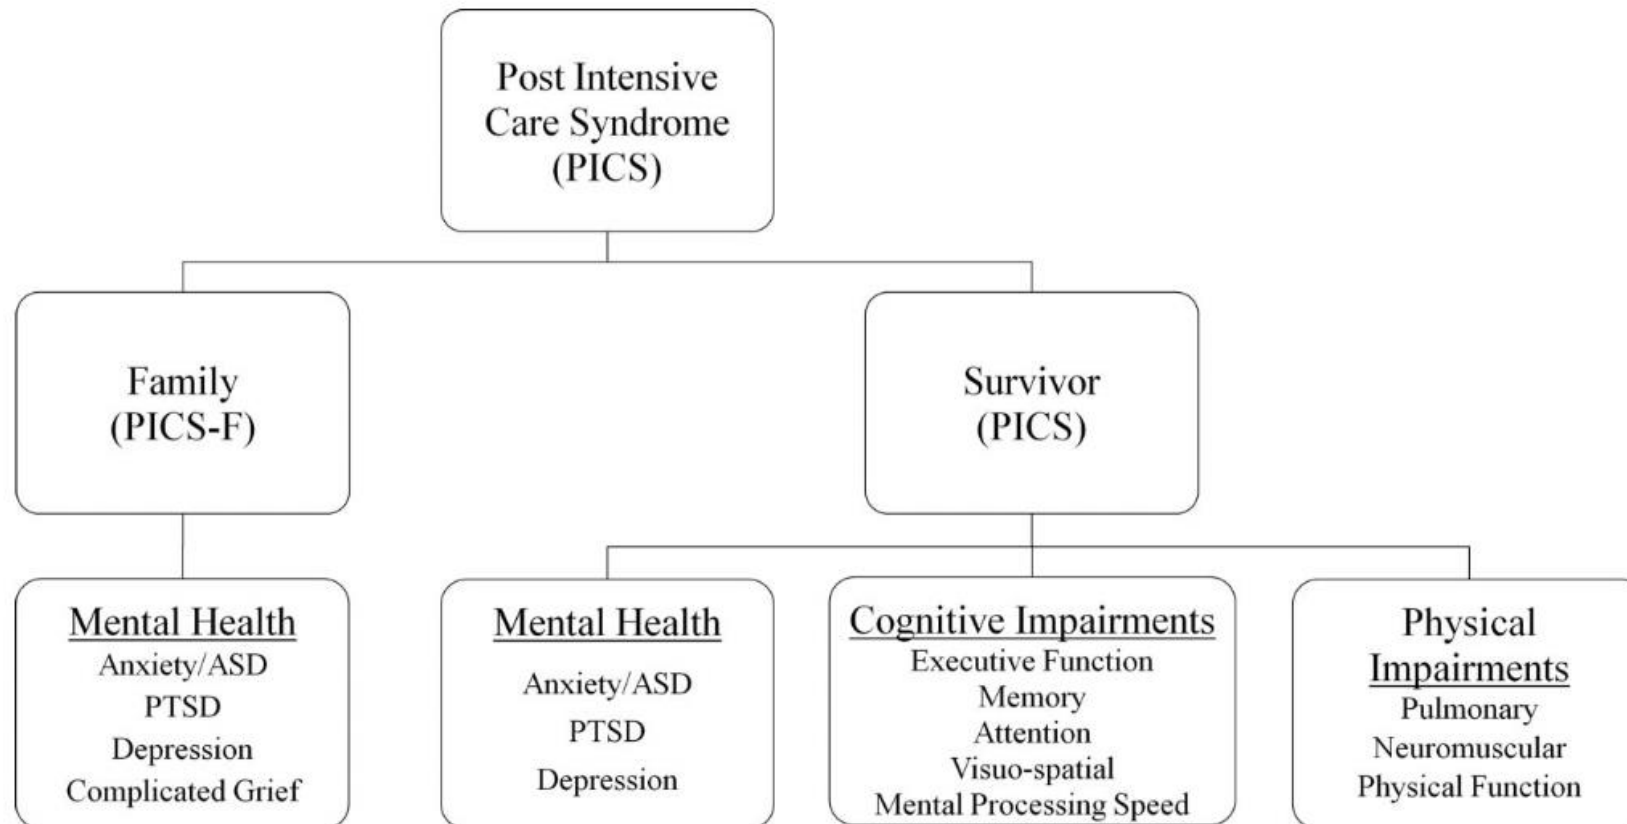 Post Intensive
Care Syndrome
(PICS)
Family
(PICS-F)
Survivor
(PICS)
Mental Health
Anxiety/ASD
PTSD
Depression
Complicated Grief
Mental Health
Anxiety/ASD
PTSD
Depression
Cognitive Impairments
Executive Function
Memory
Attention
Visuo-spatial
Mental Processing Speed
Physical
Impairments
Pulmonary
Neuromuscular
Physical Function